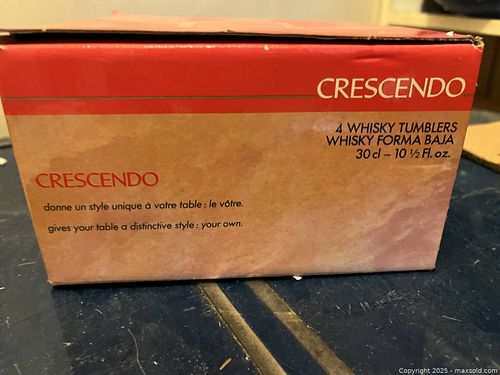 CRESCENDO
4 WHISKY TUMBLERS
WHISKY FORMA BAJA
30 cl – 10 ½ Fl. oz.
CRESCENDO
donne un style unique à votre table : le vôtre.
gives your table a distinctive style : your own.
Copyright 2025 - maxsold.com